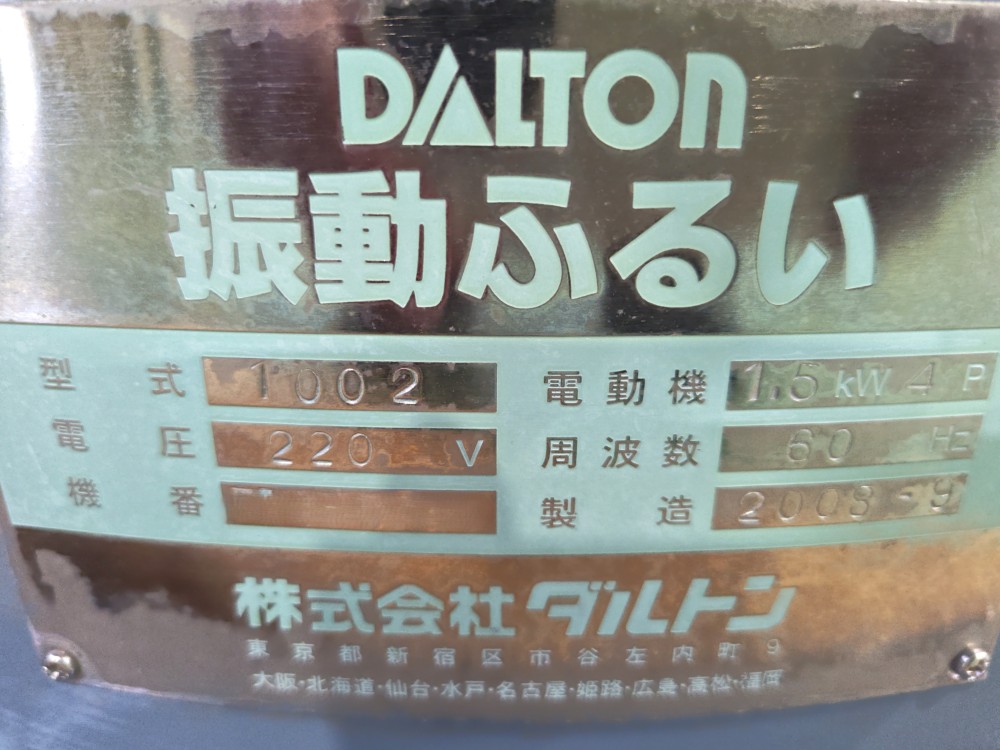 DALTON
振動ふるい
型式 1002 電動機 1.5 kW 4 P
電圧 220 V 周波数 60 Hz
機番 製造 2008-9
株式会社ダルトン
東京都新宿区市谷左内町9
大阪・北海道・仙台・水戸・名古屋・姫路・広島・高松・福岡